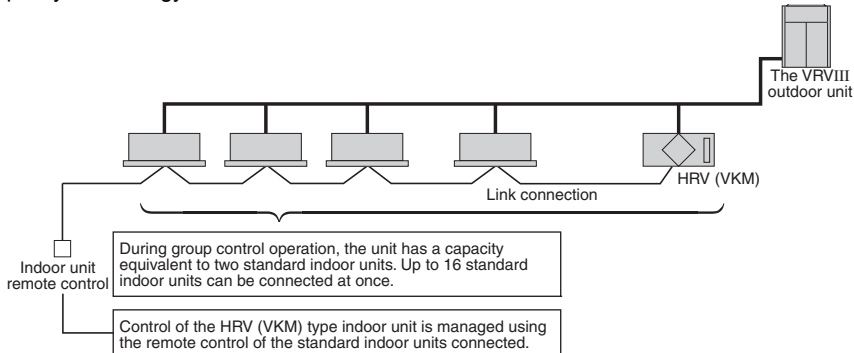 The VRVIII
outdoor unit
HRV (VKM)
Link connection
During group control operation, the unit has a capacity
equivalent to two standard indoor units. Up to 16 standard
indoor units can be connected at once.
Indoor unit
remote control
Control of the HRV (VKM) type indoor unit is managed using
the remote control of the standard indoor units connected.